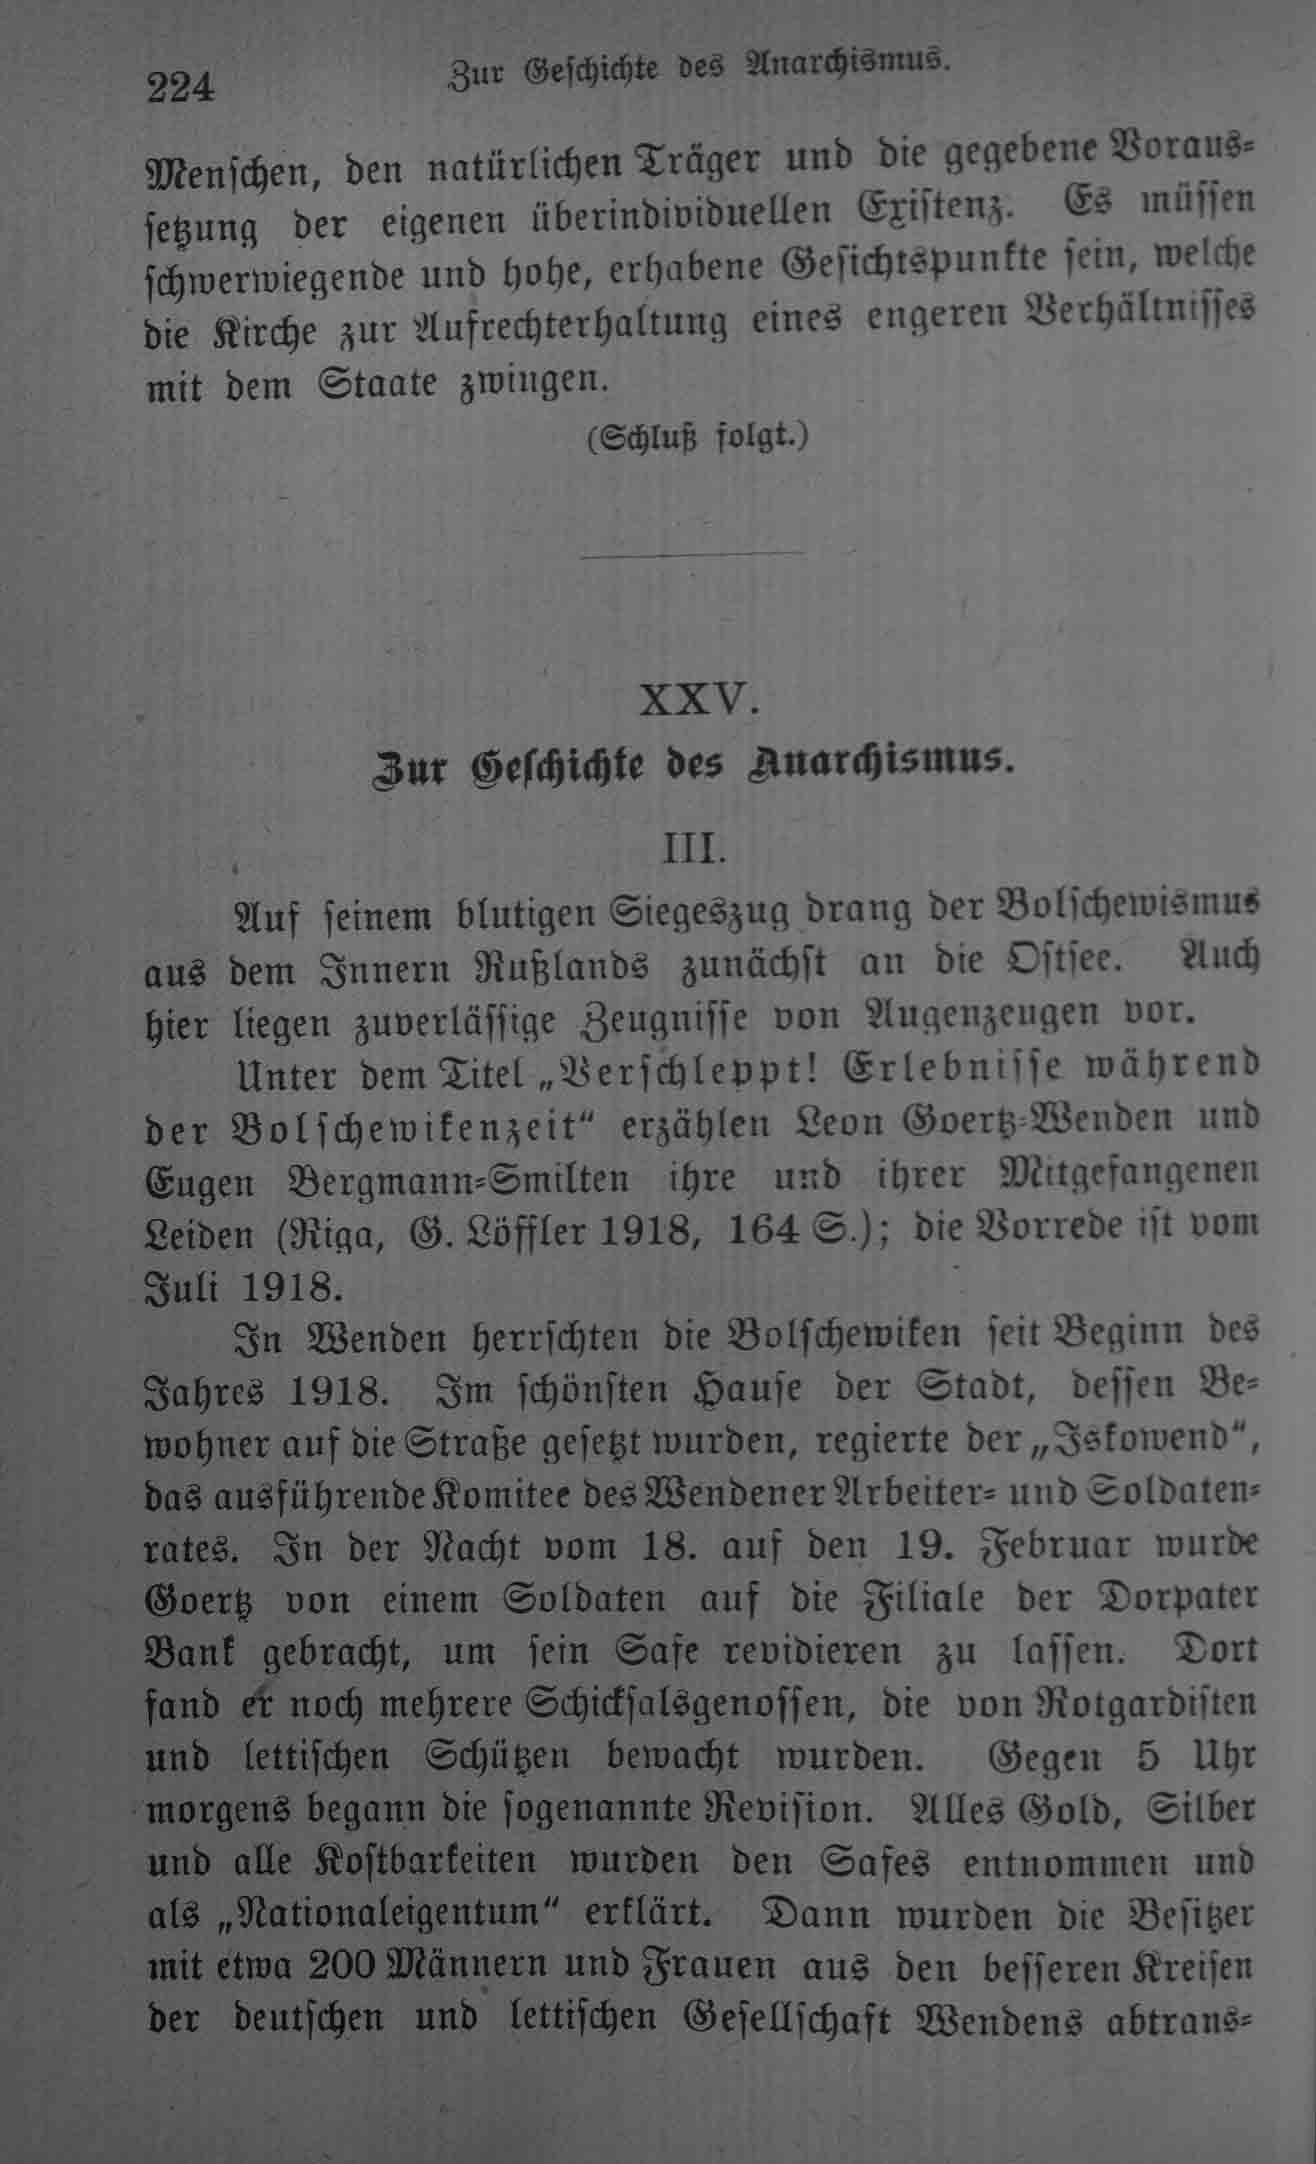 224
Zur Geschichte des Anarchismus.
Menschen, den natürlichen Träger und die gegebene Voraus-
setzung der eigenen überindividuellen Existenz. Es müssen
schwerwiegende und hohe, erhabene Gesichtspunkte sein, welche
die Kirche zur Aufrechterhaltung eines engeren Verhältnisses
mit dem Staate zwingen.
(Schluß folgt.)
XXV.
Zur Geschichte des Anarchismus.
III.
Auf seinem blutigen Siegeszug drang der Bolschewismus
aus dem Innern Rußlands zunächst an die Ostsee. Auch
hier liegen zuverlässige Zeugnisse von Augenzeugen vor.
Unter dem Titel „Verschleppt! Erlebnisse während
der Bolschewikenzeit“ erzählen Leon Goertz-Wenden und
Eugen Bergmann-Smilten ihre und ihrer Mitgefangenen
Leiden (Riga, G. Löffler 1918, 164 S.); die Vorrede ist vom
Juli 1918.
In Wenden herrschten die Bolschewiken seit Beginn des
Jahres 1918. Im schönsten Hause der Stadt, dessen Be-
wohner auf die Straße gesetzt wurden, regierte der „Iskowend“,
das ausführende Komitee des Wendener Arbeiter- und Soldaten-
rates. In der Nacht vom 18. auf den 19. Februar wurde
Goertz von einem Soldaten auf die Filiale der Dorpater
Bank gebracht, um sein Safe revidieren zu lassen. Dort
fand er noch mehrere Schicksalsgenossen, die von Rotgardisten
und lettischen Schützen bewacht wurden. Gegen 5 Uhr
morgens begann die sogenannte Revision. Alles Gold, Silber
und alle Kostbarkeiten wurden den Safes entnommen und
als „Nationaleigentum“ erklärt. Dann wurden die Besitzer
mit etwa 200 Männern und Frauen aus den besseren Kreisen
der deutschen und lettischen Gesellschaft Wendens abtrans-